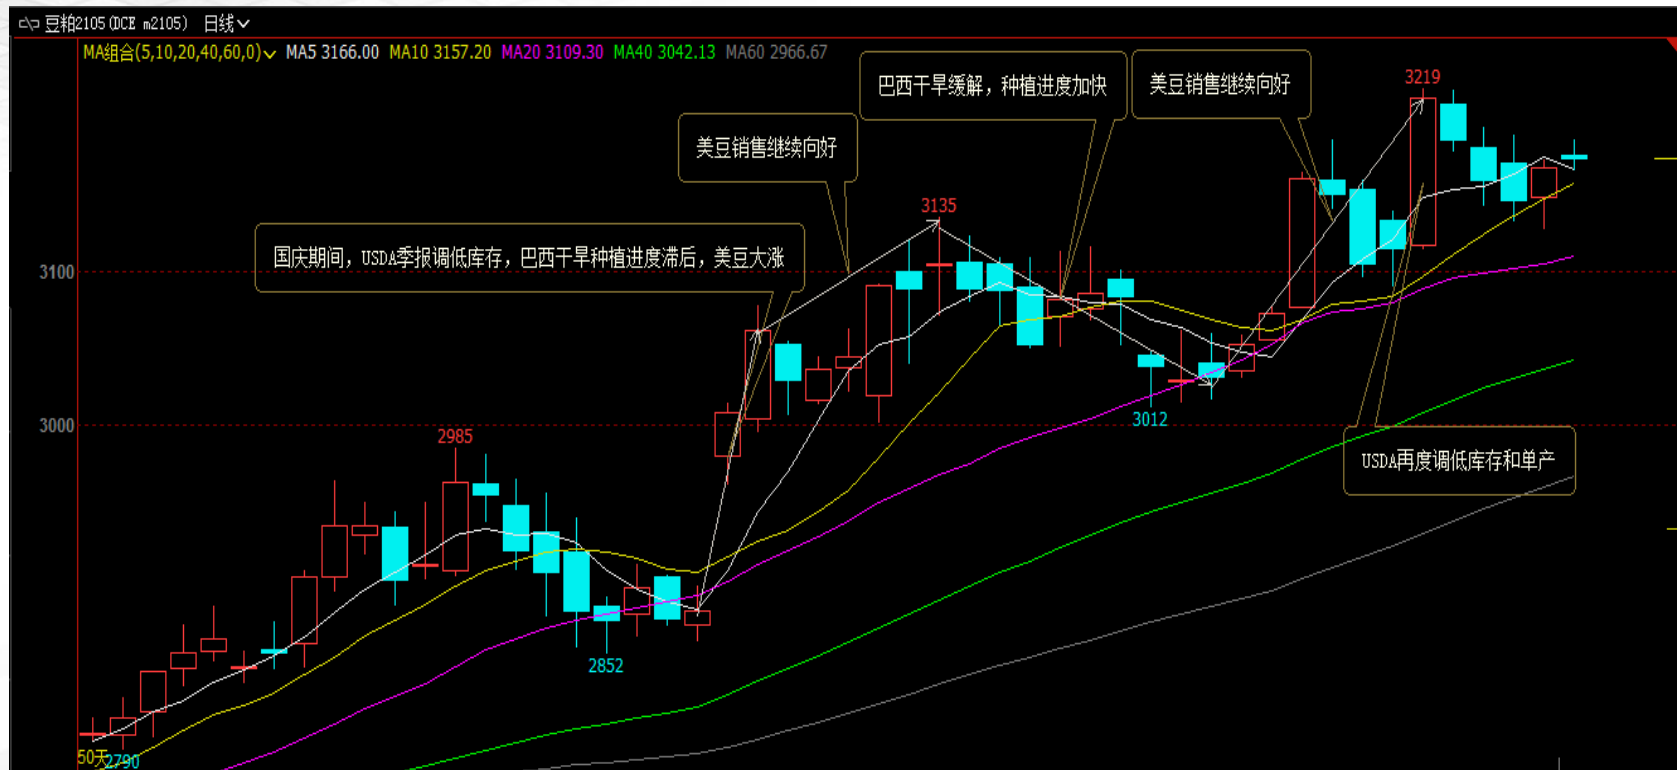 豆粕2105(DCE m2105) 日线
MA组合(5,10,20,40,60,0) MA5 3166.00 MA10 3157.20 MA20 3109.30 MA40 3042.13 MA60 2966.67
巴西干旱缓解，种植进度加快
美豆销售继续向好
3219
美豆销售继续向好
3135
国庆期间，USDA季报调低库存，巴西干旱种植进度滞后，美豆大涨
3100
3012
3000
2985
USDA再度调低库存和单产
2852
50天
2790